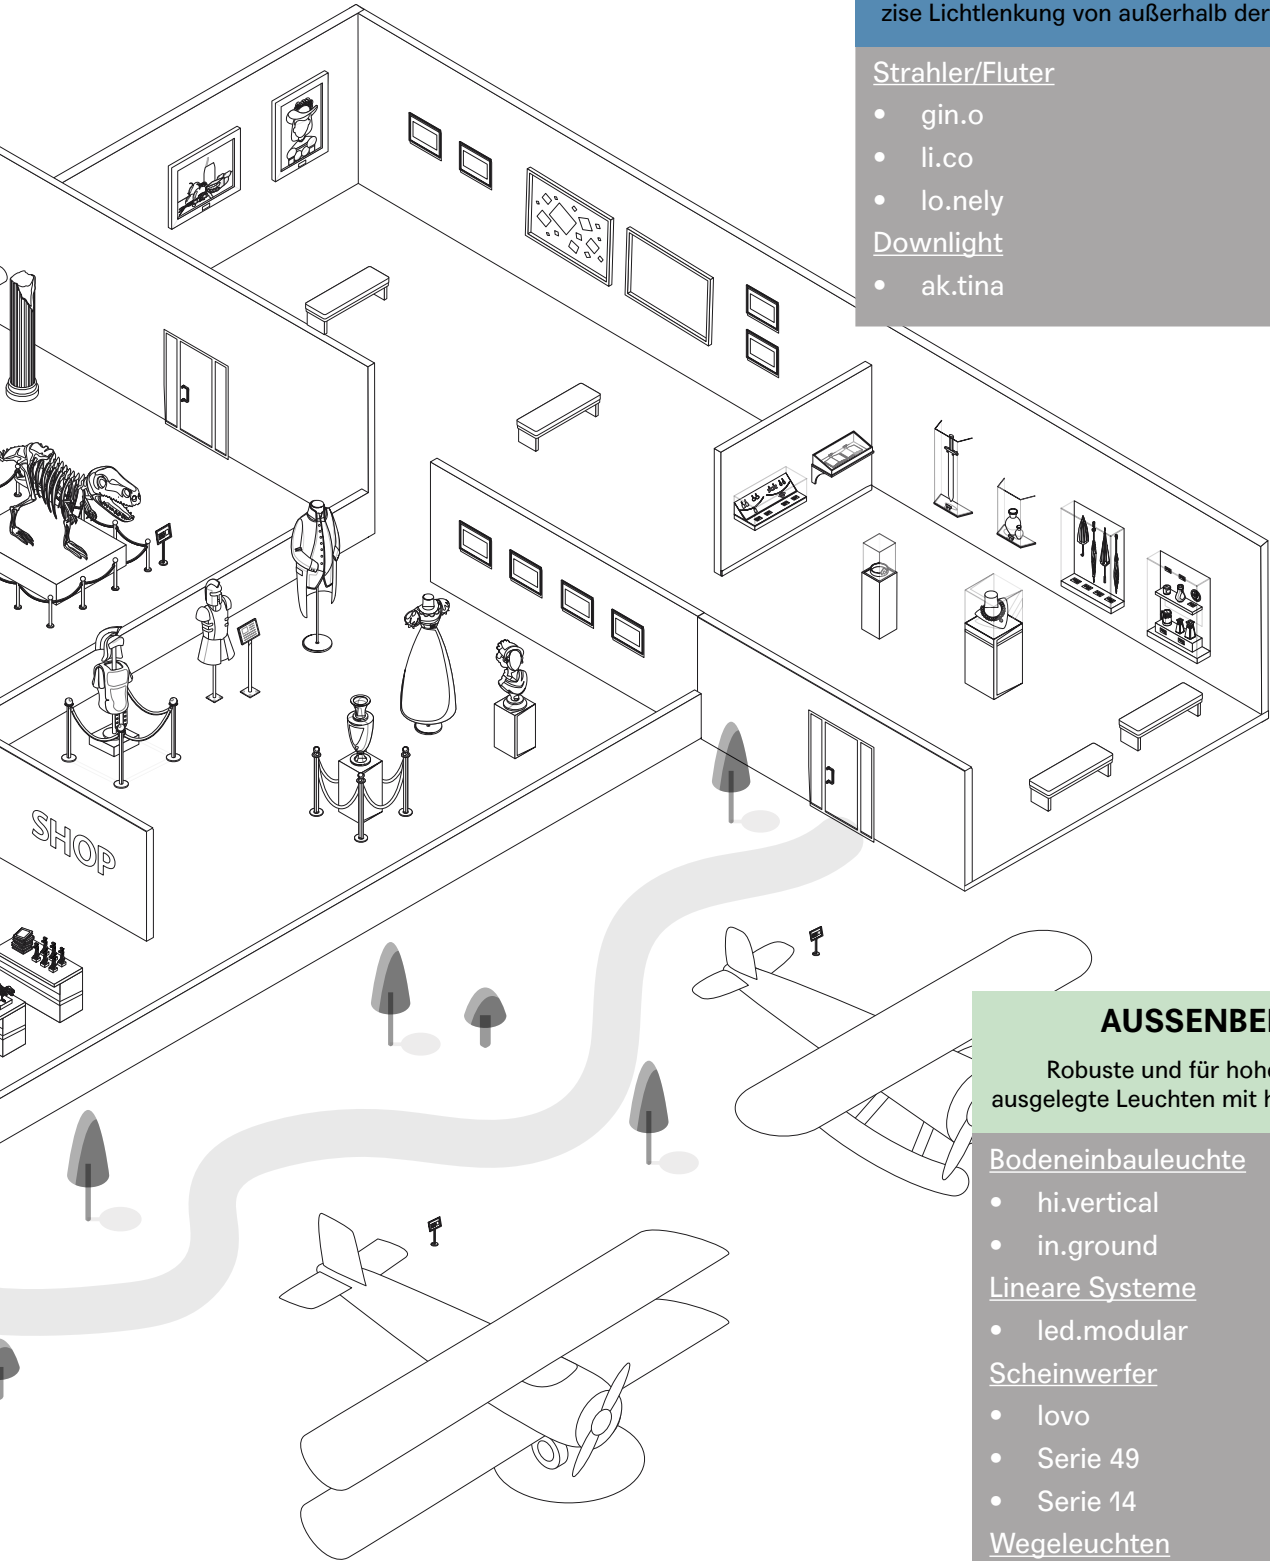 zise Lichtlenkung von außerhalb der
Strahler/Fluter
• gin.o
• li.co
• lo.nely
Downlight
• ak.tina
SHOP
AUSSENBE
Robuste und für hoh
ausgelegte Leuchten mit h
Bodeneinbauleuchte
• hi.vertical
• in.ground
Lineare Systeme
• led.modular
Scheinwerfer
• lovo
• Serie 49
• Serie 14
Wegeleuchten